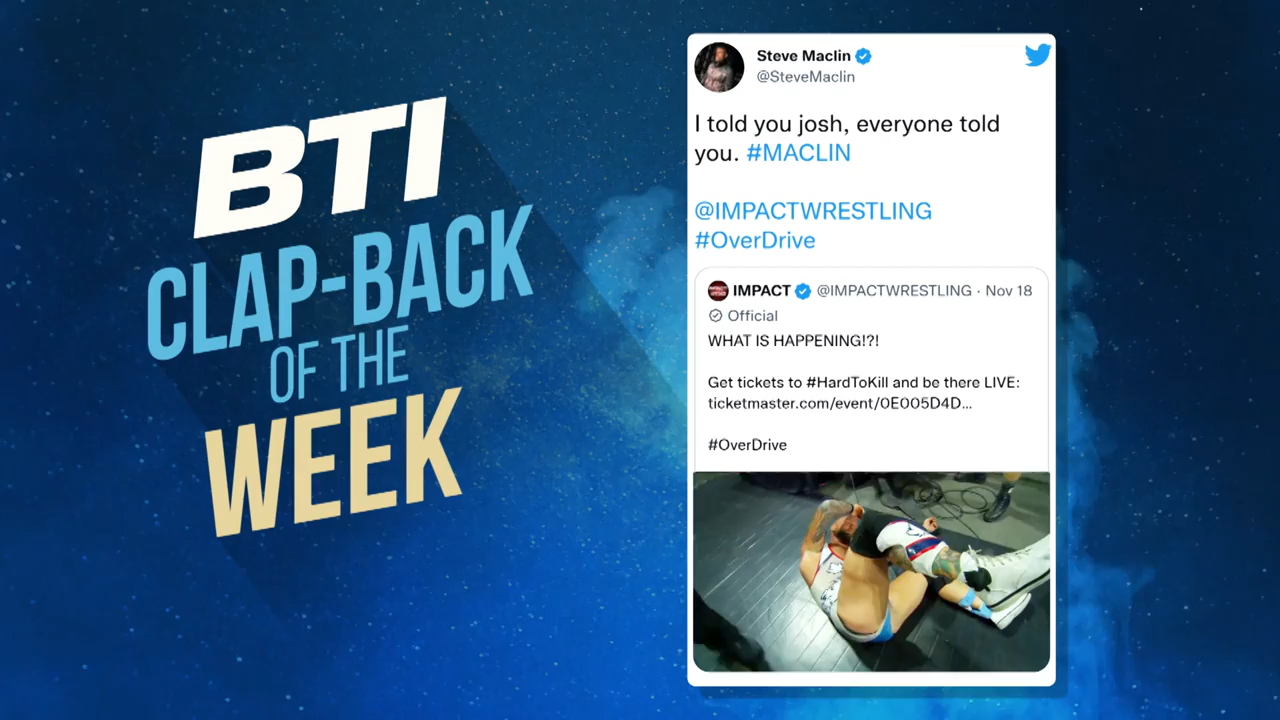 BTI
CLAP-BACK
OF THE
WEEK
Steve Maclin
@SteveMaclin
I told you josh, everyone told
you. #MACLIN
@IMPACTWRESTLING
#OverDrive
IMPACT @IMPACTWRESTLING · Nov 18
Official
WHAT IS HAPPENING!?!
Get tickets to #HardToKill and be there LIVE:
ticketmaster.com/event/0E005D4D...
#OverDrive